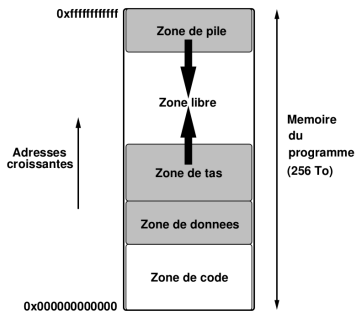 0xffffffffffff
Zone de pile
Zone libre
Memoire
du
programme
(256 To)
Adresses
croissantes
Zone de tas
Zone de donnees
Zone de code
0x000000000000